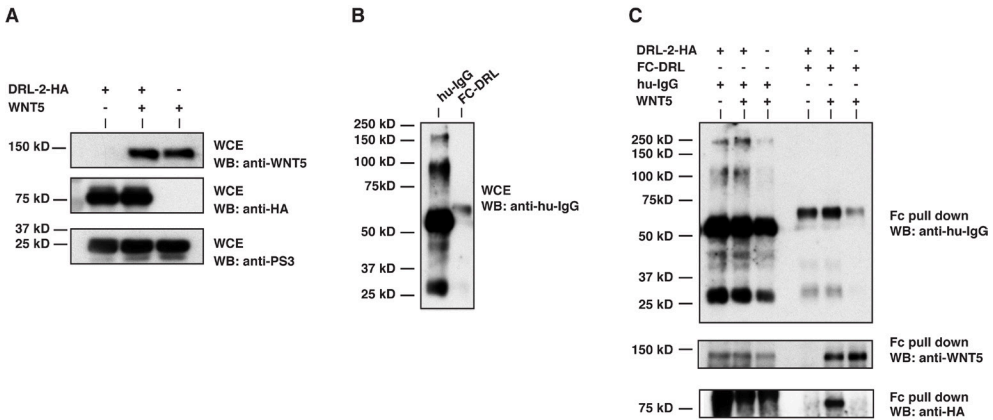 A
DRL-2-HA + + -
WNT5 - + +
150 kD
WCE
WB: anti-WNT5
75 kD
WCE
WB: anti-HA
37 kD
25 kD
WCE
WB: anti-PS3
B
hu-IgG
FC-DRL
250 kD
150 kD
100 kD
75kD
50 kD
37 kD
25 kD
WCE
WB: anti-hu-IgG
C
DRL-2-HA + + - + + -
FC-DRL - - - + + +
hu-IgG + + + - - -
WNT5 - + + - + +
250 kD
150 kD
100 kD
75kD
50 kD
37 kD
25 kD
Fc pull down
WB: anti-hu-IgG
150 kD
Fc pull down
WB: anti-WNT5
75 kD
Fc pull down
WB: anti-HA